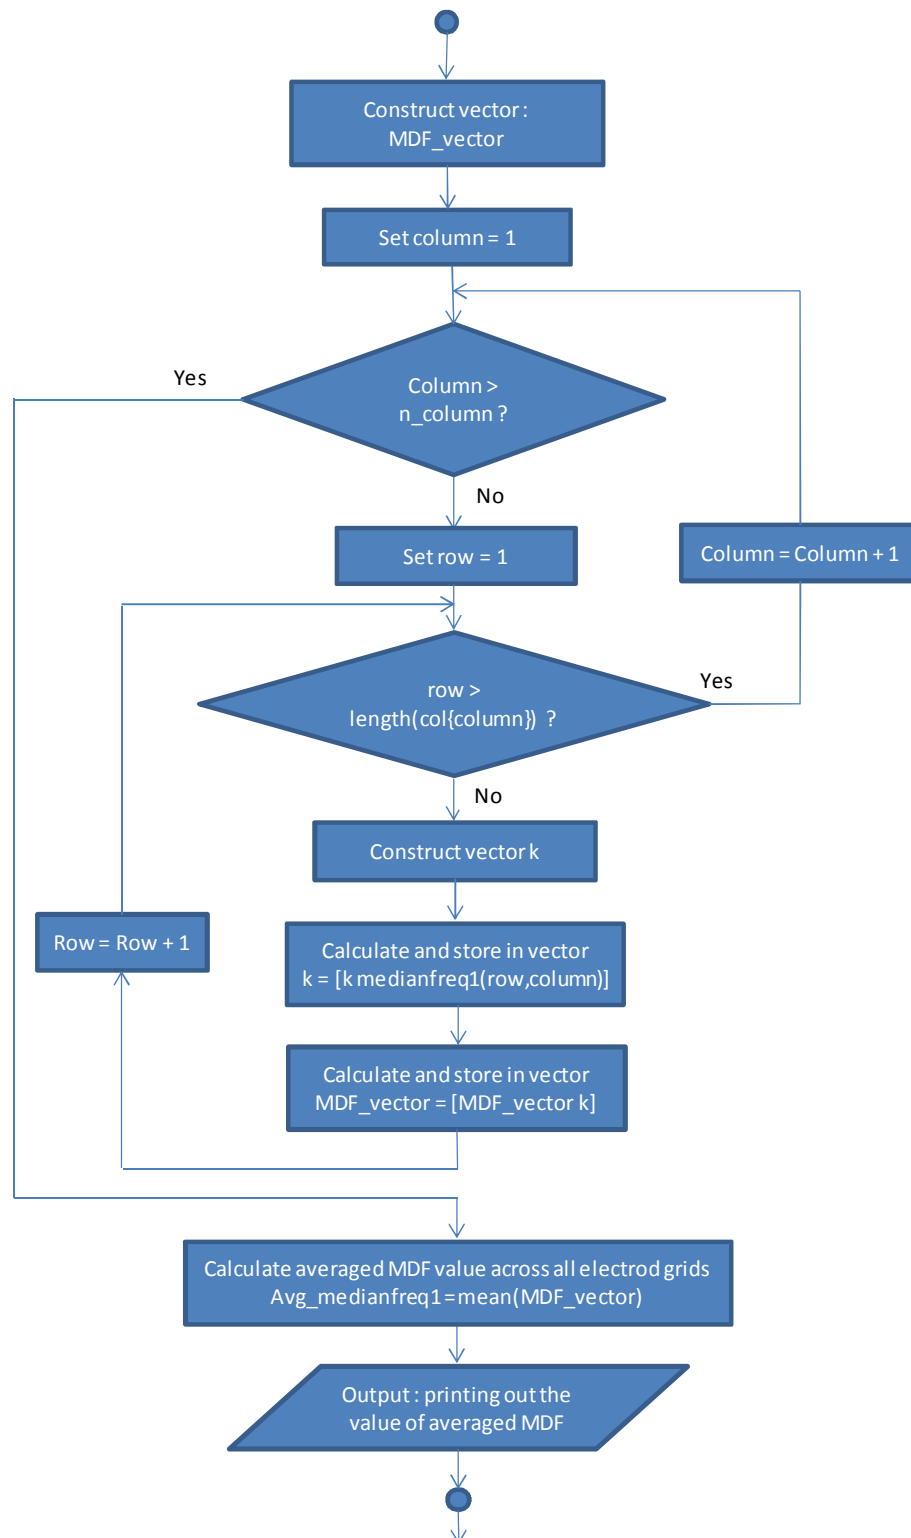 Construct vector :
MDF_vector
Set column = 1
Yes
Column >
n_column ?
No
Set row = 1
Column = Column + 1
row >
length(col{column}) ?
Yes
No
Construct vector k
Row = Row + 1
Calculate and store in vector
k = [k medianfreq1(row,column)]
Calculate and store in vector
MDF_vector = [MDF_vector k]
Calculate averaged MDF value across all electrod grids
Avg_medianfreq1=mean(MDF_vector)
Output : printing out the
value of averaged MDF